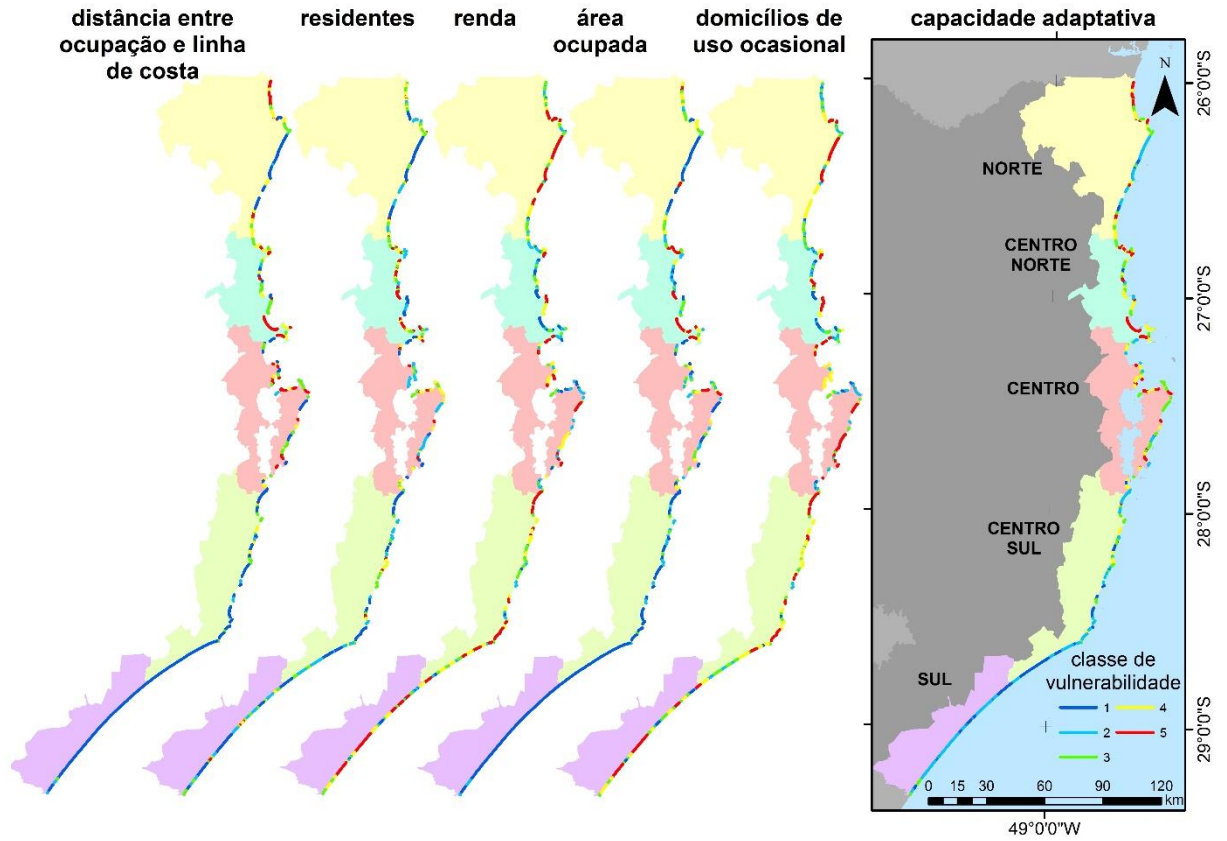 distância entre
ocupação e linha
de costa
residentes
renda
área
ocupada
domicílios de
uso ocasional
capacidade adaptativa
N
26°0'0"S
NORTE
CENTRO
NORTE
27°0'0"S
CENTRO
28°0'0"S
CENTRO
SUL
SUL
29°0'0"S
classe de
vulnerabilidade
1 4
2 5
3
0 15 30 60 90 120
km
49°0'0"W